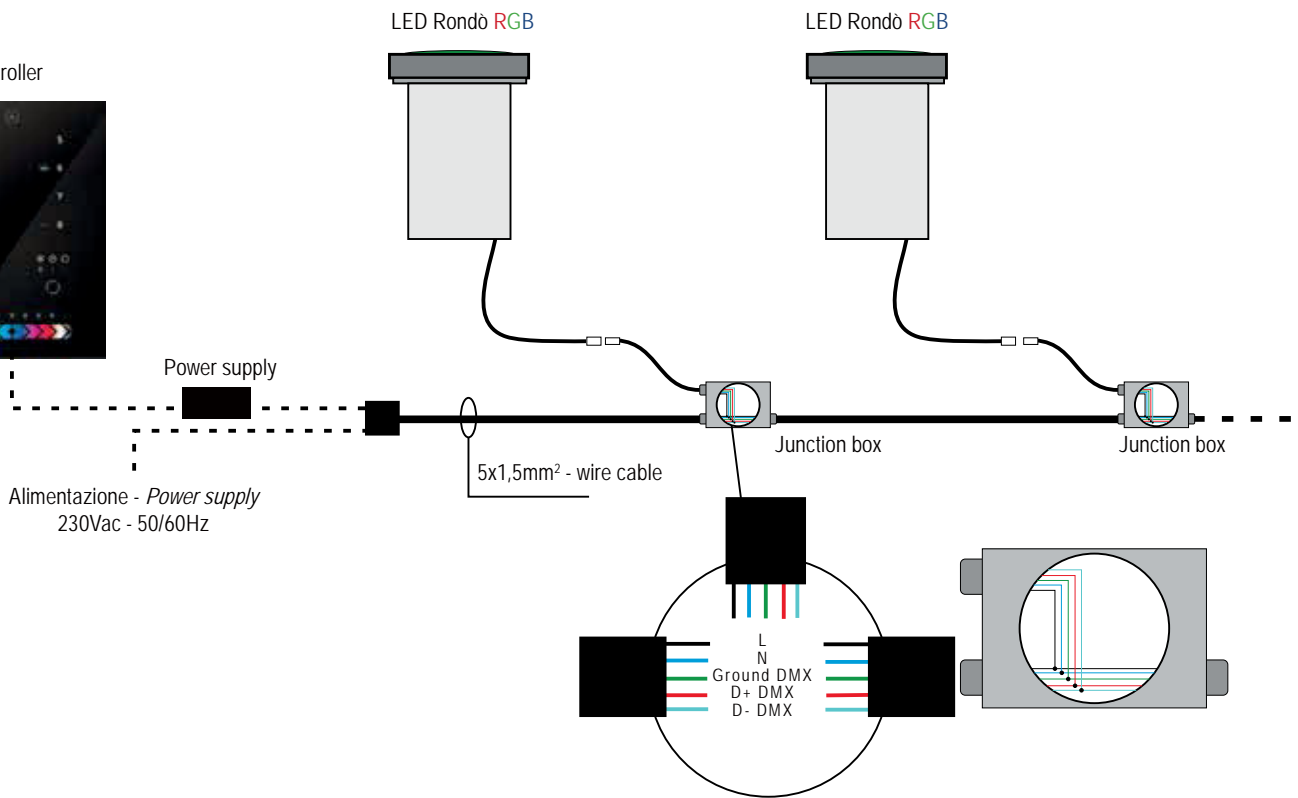 LED Rondò RGB
LED Rondò RGB
roller
Power supply
Junction box
Junction box
5x1,5mm² - wire cable
Alimentazione - Power supply
230Vac - 50/60Hz
L
N
Ground DMX
D+ DMX
D- DMX